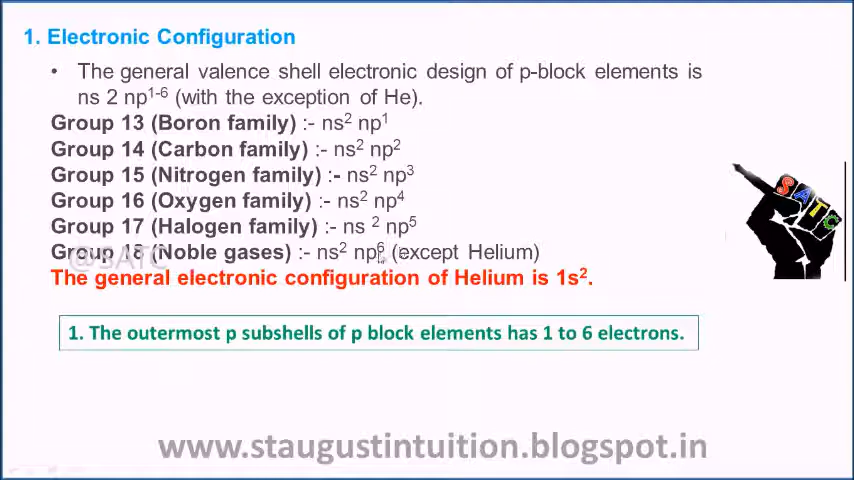 1. Electronic Configuration
• The general valence shell electronic design of p-block elements is
ns 2 np¹⁻⁶ (with the exception of He).
Group 13 (Boron family) :- ns² np¹
Group 14 (Carbon family) :- ns² np²
Group 15 (Nitrogen family) :- ns² np³
Group 16 (Oxygen family) :- ns² np⁴
Group 17 (Halogen family) :- ns ² np⁵
Group 18 (Noble gases) :- ns² np⁶ (except Helium)
@SATC
The general electronic configuration of Helium is 1s².
1. The outermost p subshells of p block elements has 1 to 6 electrons.
SATC
www.staugustintuition.blogspot.in